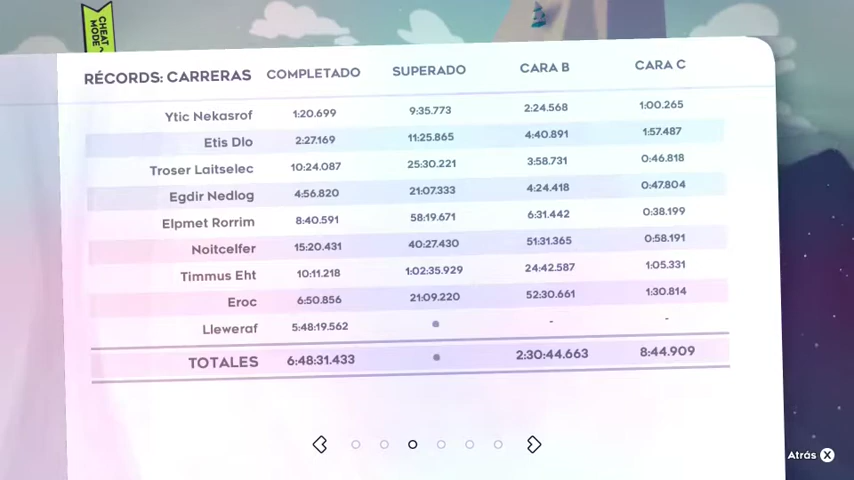 CHEAT
MODE
RÉCORDS: CARRERAS COMPLETADO SUPERADO CARA B CARA C
Ytic Nekasrof 1:20.699 9:35.773 2:24.568 1:00.265
Etis Dlo 2:27.169 11:25.865 4:40.891 1:57.487
Troser Laitselec 10:24.087 25:30.221 3:58.731 0:46.818
Egdir Nedlog 4:56.820 21:07.333 4:24.418 0:47.804
Elpmet Rorrim 8:40.591 58:19.671 6:31.442 0:38.199
Noitcelfer 15:20.431 40:27.430 51:31.365 0:58.191
Timmus Eht 10:11.218 1:02:35.929 24:42.587 1:05.331
Eroc 6:50.856 21:09.220 52:30.661 1:30.814
Lleweraf 5:48:19.562 • - -
TOTALES 6:48:31.433 • 2:30:44.663 8:44.909
Atrás X